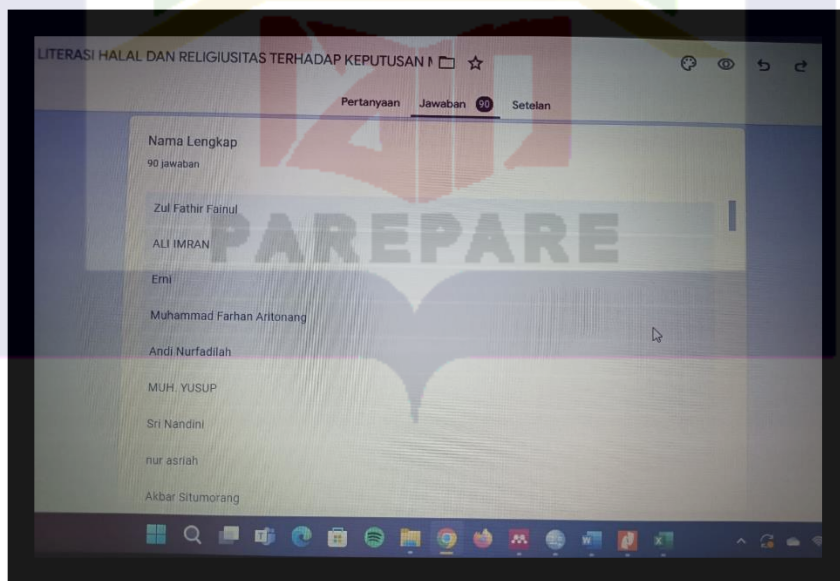 LITERASI HALAL DAN RELIGIUSITAS TERHADAP KEPUTUSAN
Pertanyaan Jawaban 90 Setelan
Nama Lengkap
90 jawaban
Zul Fathir Fainul
ALI IMRAN
PAREPARE
Erni
Muhammad Farhan Aritonang
Andi Nurfadilah
MUH. YUSUP
Sri Nandini
nur asriah
Akbar Situmorang